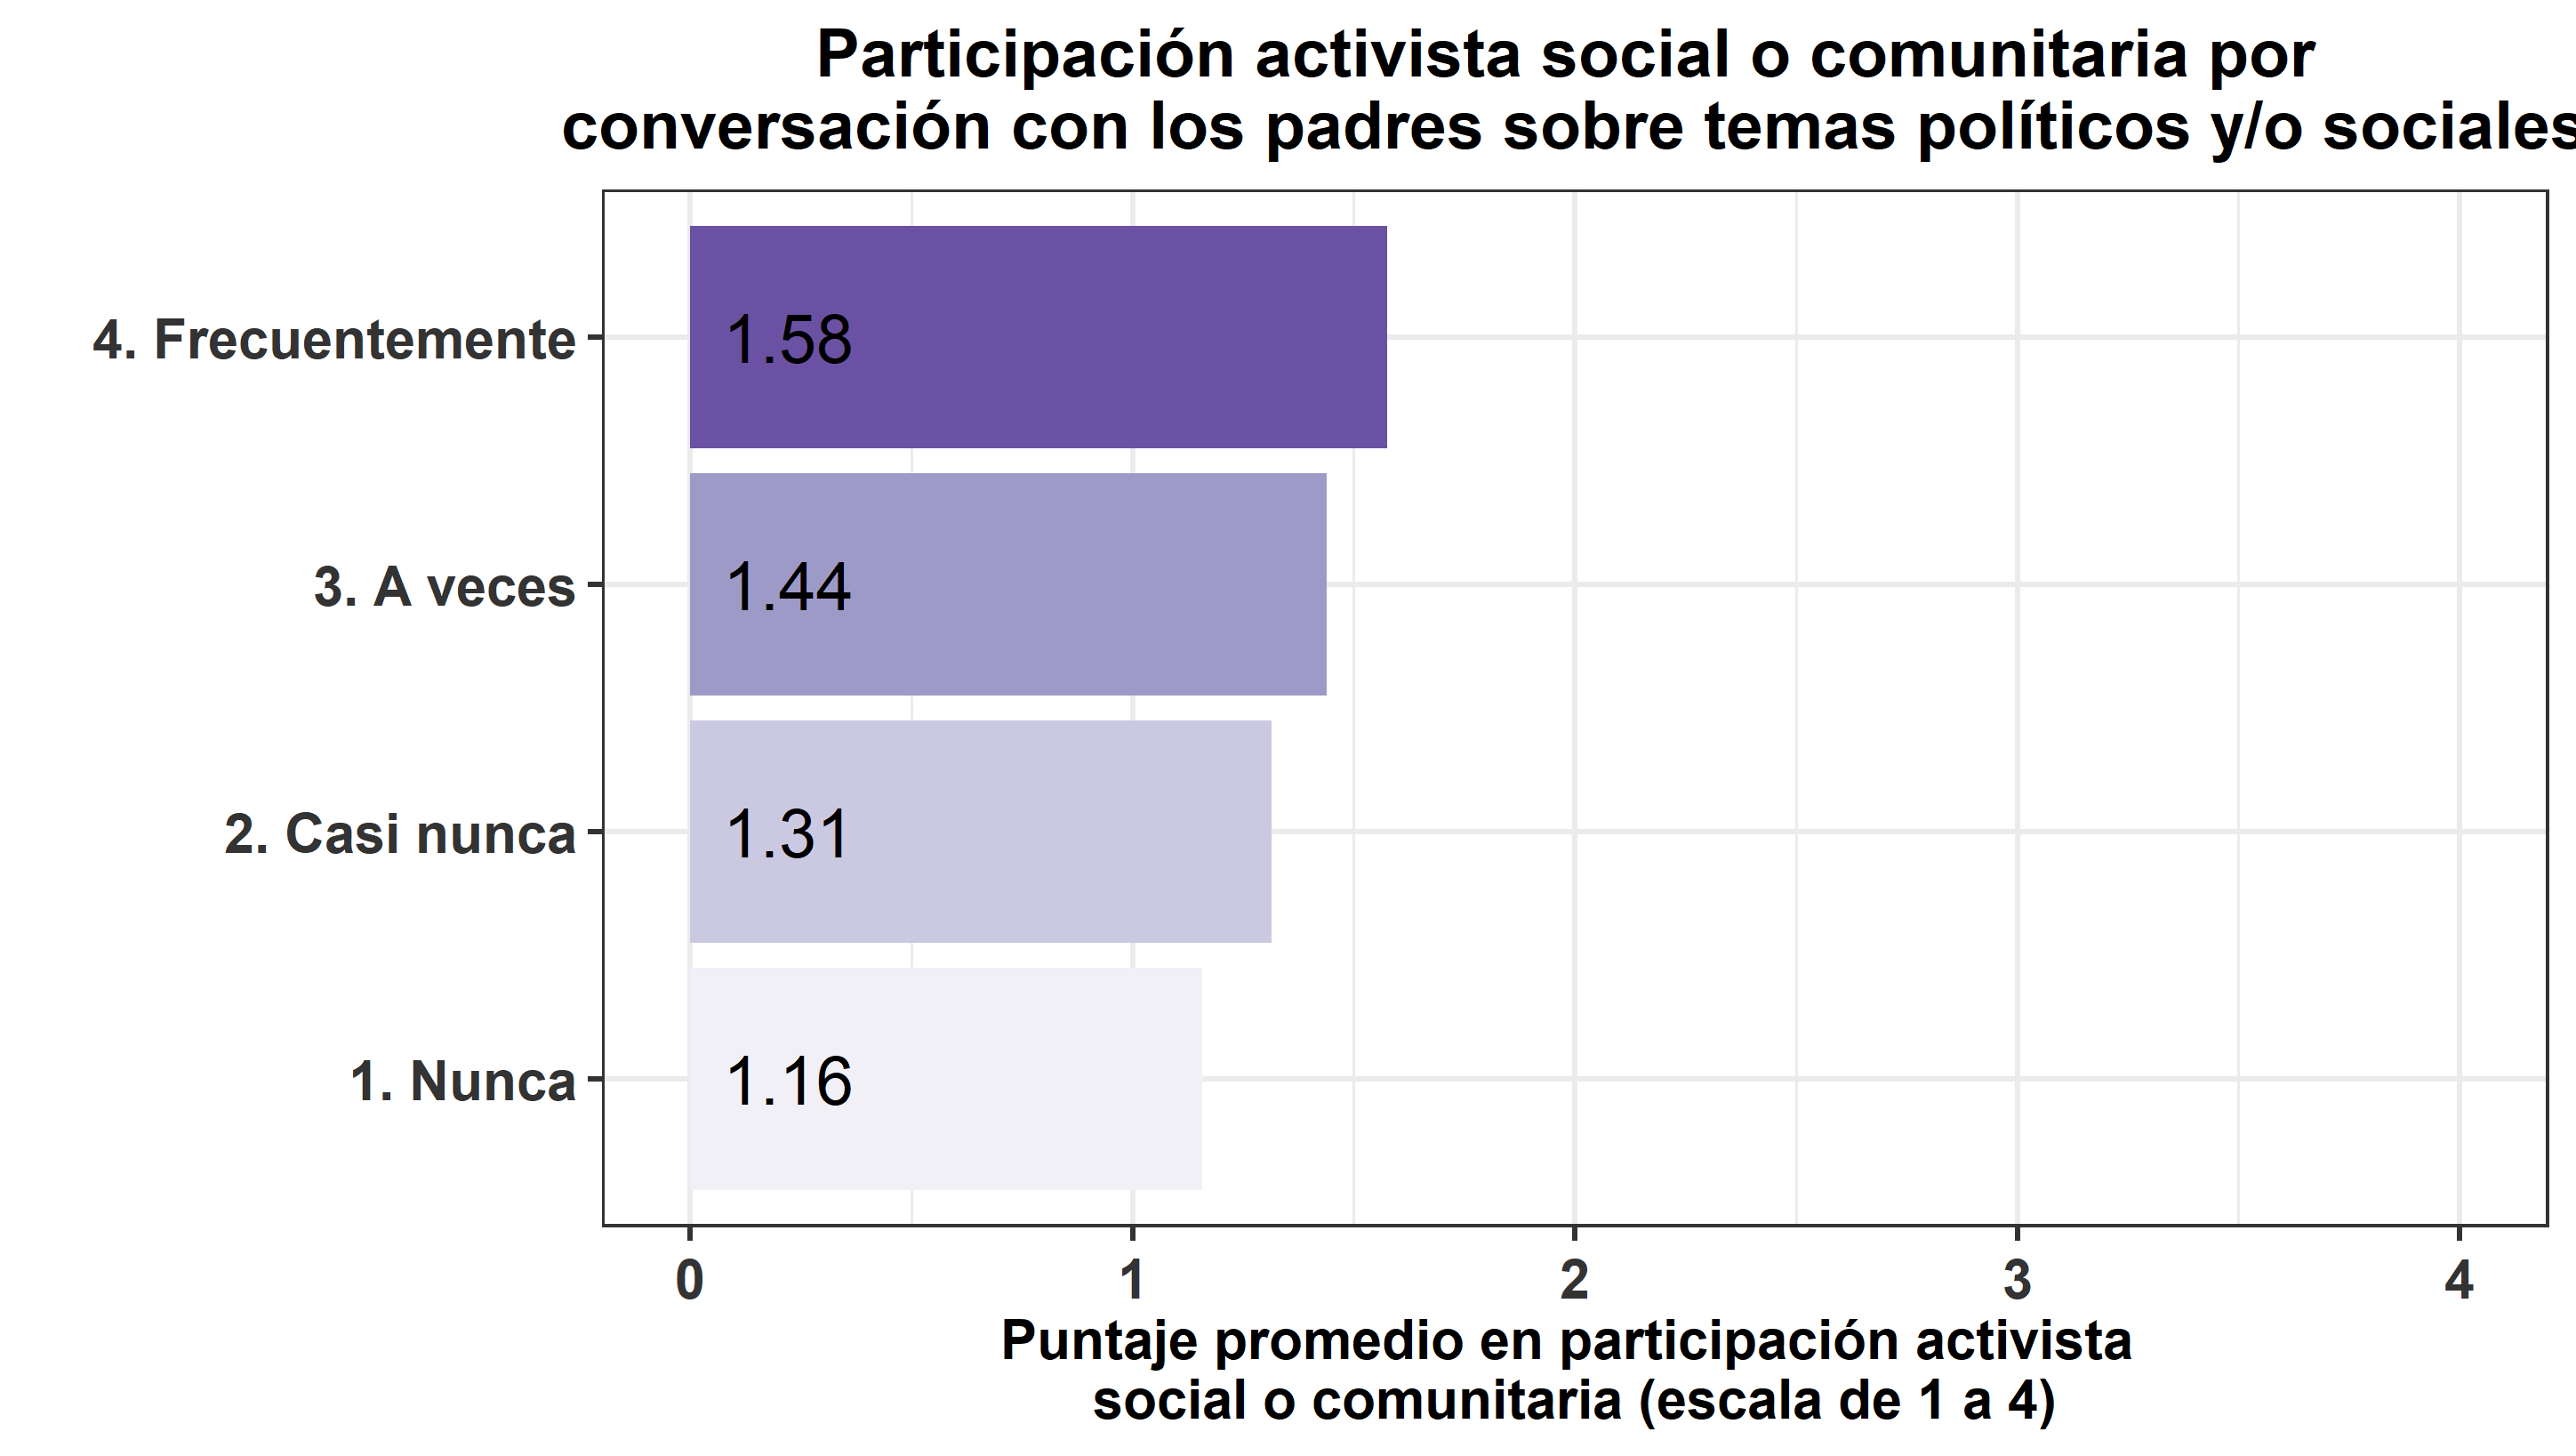 Participación activista social o comunitaria por
conversación con los padres sobre temas políticos y/o sociales
4. Frecuentemente
1.58
3. A veces
1.44
2. Casi nunca
1.31
1. Nunca
1.16
0 1 2 3 4
Puntaje promedio en participación activista
social o comunitaria (escala de 1 a 4)